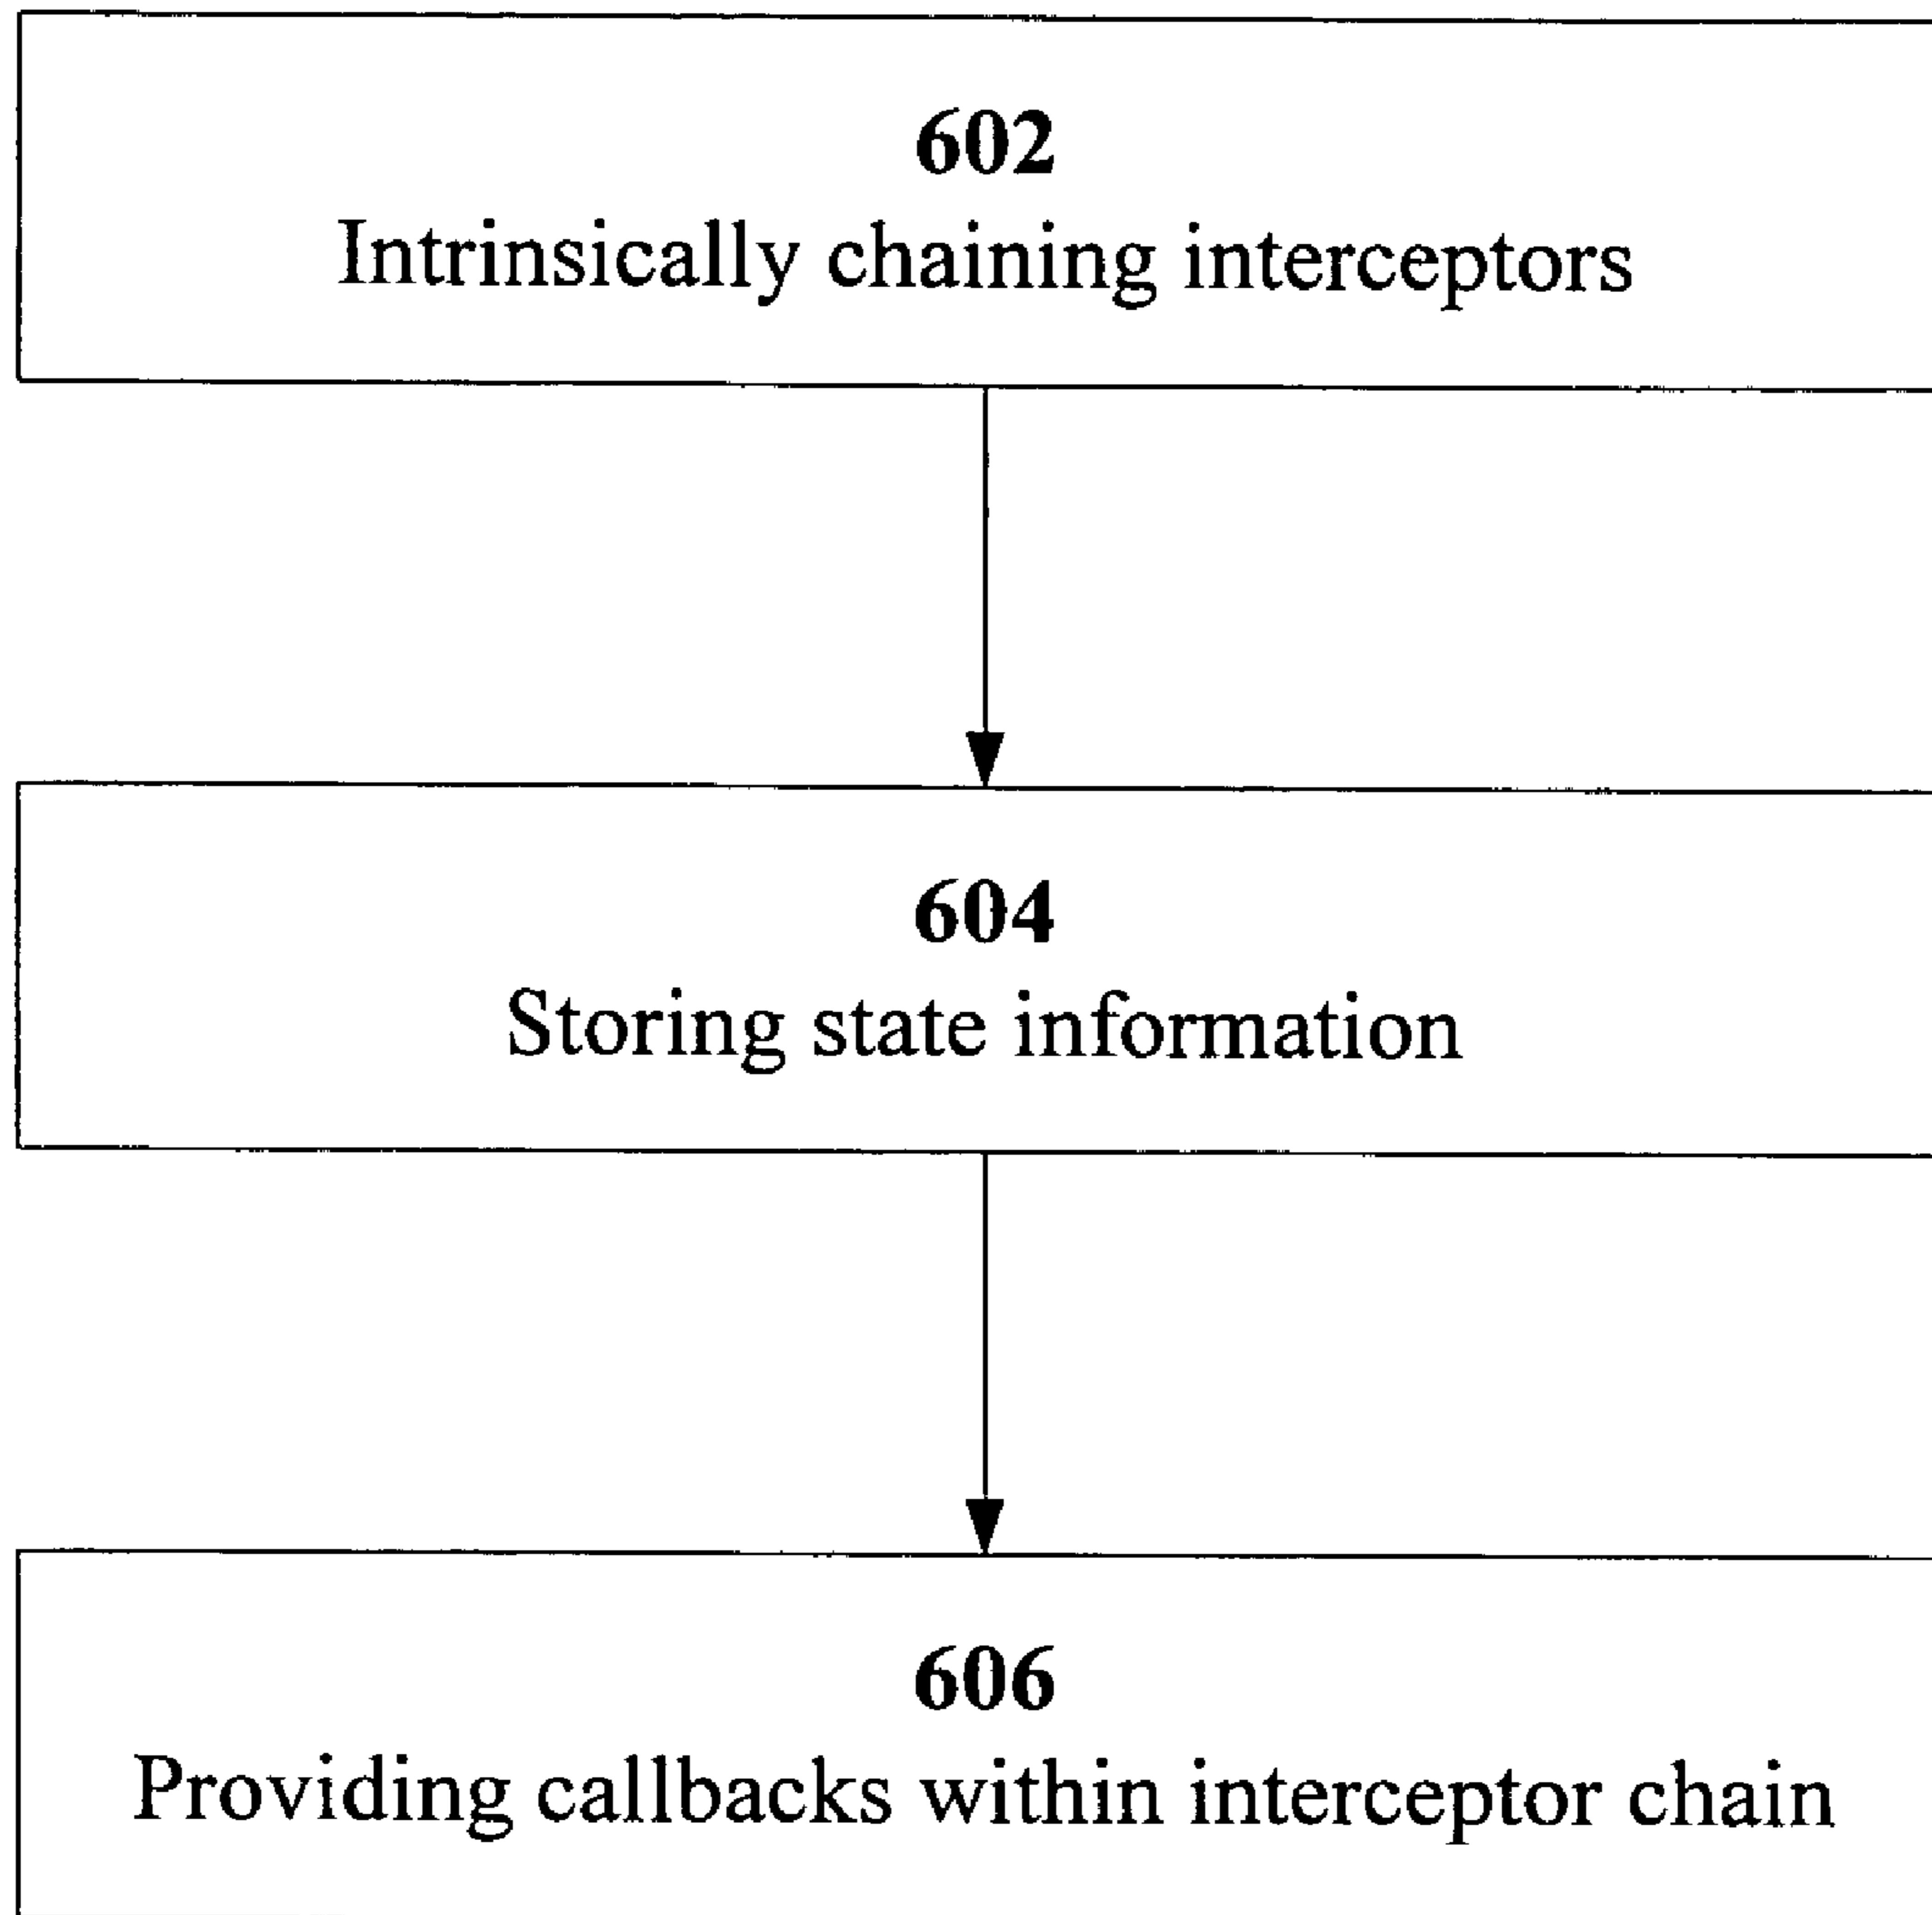 602
Intrinsically chaining interceptors
604
Storing state information
606
Providing callbacks within interceptor chain